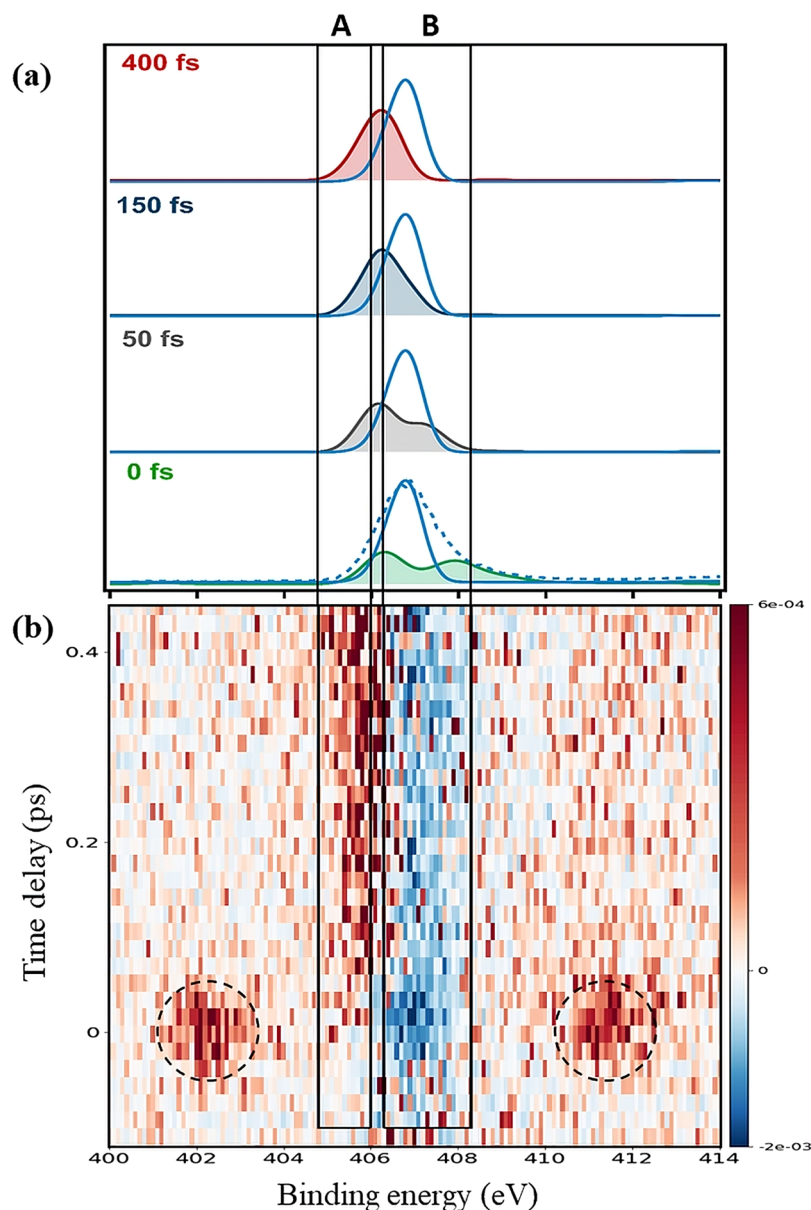 A B
(a)
400 fs
150 fs
50 fs
0 fs
(b)
6e-04
0.4
0.2
0
0
-2e-03
Time delay (ps)
400 402 404 406 408 410 412 414
Binding energy (eV)